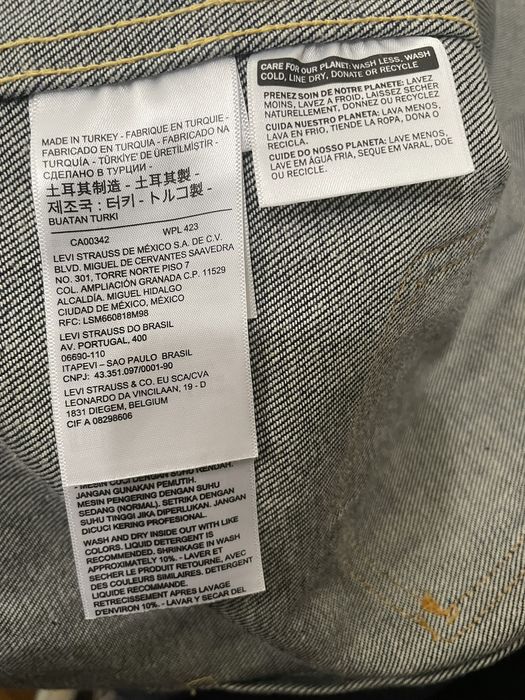 MADE IN TURKEY - FABRIQUE EN TURQUIE -
FABRICADO EN TURQUIA - FABRICADO NA
TURQUÍA - TÜRKİYE' DE ÜRETİLMİŞTİR -
СДЕЛАНО В ТУРЦИИ -
土耳其制造 - 土耳其製 -
제조국 : 터키 - トルコ製 -
BUATAN TURKI
CA00342 WPL 423
LEVI STRAUSS DE MÉXICO S.A. DE C.V.
BLVD. MIGUEL DE CERVANTES SAAVEDRA
NO. 301, TORRE NORTE PISO 7
COL. AMPLIACIÓN GRANADA C.P. 11529
ALCALDÍA. MIGUEL HIDALGO
CIUDAD DE MÉXICO, MÉXICO
RFC: LSM660818M98
LEVI STRAUSS DO BRASIL
AV. PORTUGAL, 400
06690-110
ITAPEVI – SAO PAULO BRASIL
CNPJ: 43.351.097/0001-90
LEVI STRAUSS & CO. EU SCA/CVA
LEONARDO DA VINCILAAN, 19 - D
1831 DIEGEM, BELGIUM
CIF A 08298606
MESIN CUCI DENGAN SUHU RENDAH.
JANGAN GUNAKAN PEMUTIH.
MESIN PENGERING DENGAN SUHU
SEDANG (NORMAL). SETRIKA DENGAN
SUHU TINGGI JIKA DIPERLUKAN. JANGAN
DICUCI KERING PROFESIONAL.
WASH AND DRY INSIDE OUT WITH LIKE
COLORS. LIQUID DETERGENT IS
RECOMMENDED. SHRINKAGE IN WASH
APPROXIMATELY 10%. - LAVER ET
SECHER LE PRODUIT RETOURNE, AVEC
DES COULEURS SIMILAIRES. DETERGENT
LIQUIDE RECOMMANDE.
RETRECISSEMENT APRES LAVAGE
D'ENVIRON 10%. - LAVAR Y SECAR DEL
CARE FOR OUR PLANET: WASH LESS, WASH
COLD, LINE DRY, DONATE OR RECYCLE
PRENEZ SOIN DE NOTRE PLANETE: LAVEZ
MOINS, LAVEZ A FROID, LAISSEZ SÉCHER
NATURELLEMENT, DONNEZ OU RECYCLEZ
CUIDA NUESTRO PLANETA: LAVA MENOS,
LAVA EN FRIO, TIENDE LA ROPA, DONA O
RECICLA.
CUIDE DO NOSSO PLANETA: LAVE MENOS,
LAVE EM ÁGUA FRIA, SEQUE EM VARAL, DOE
OU RECICLE.